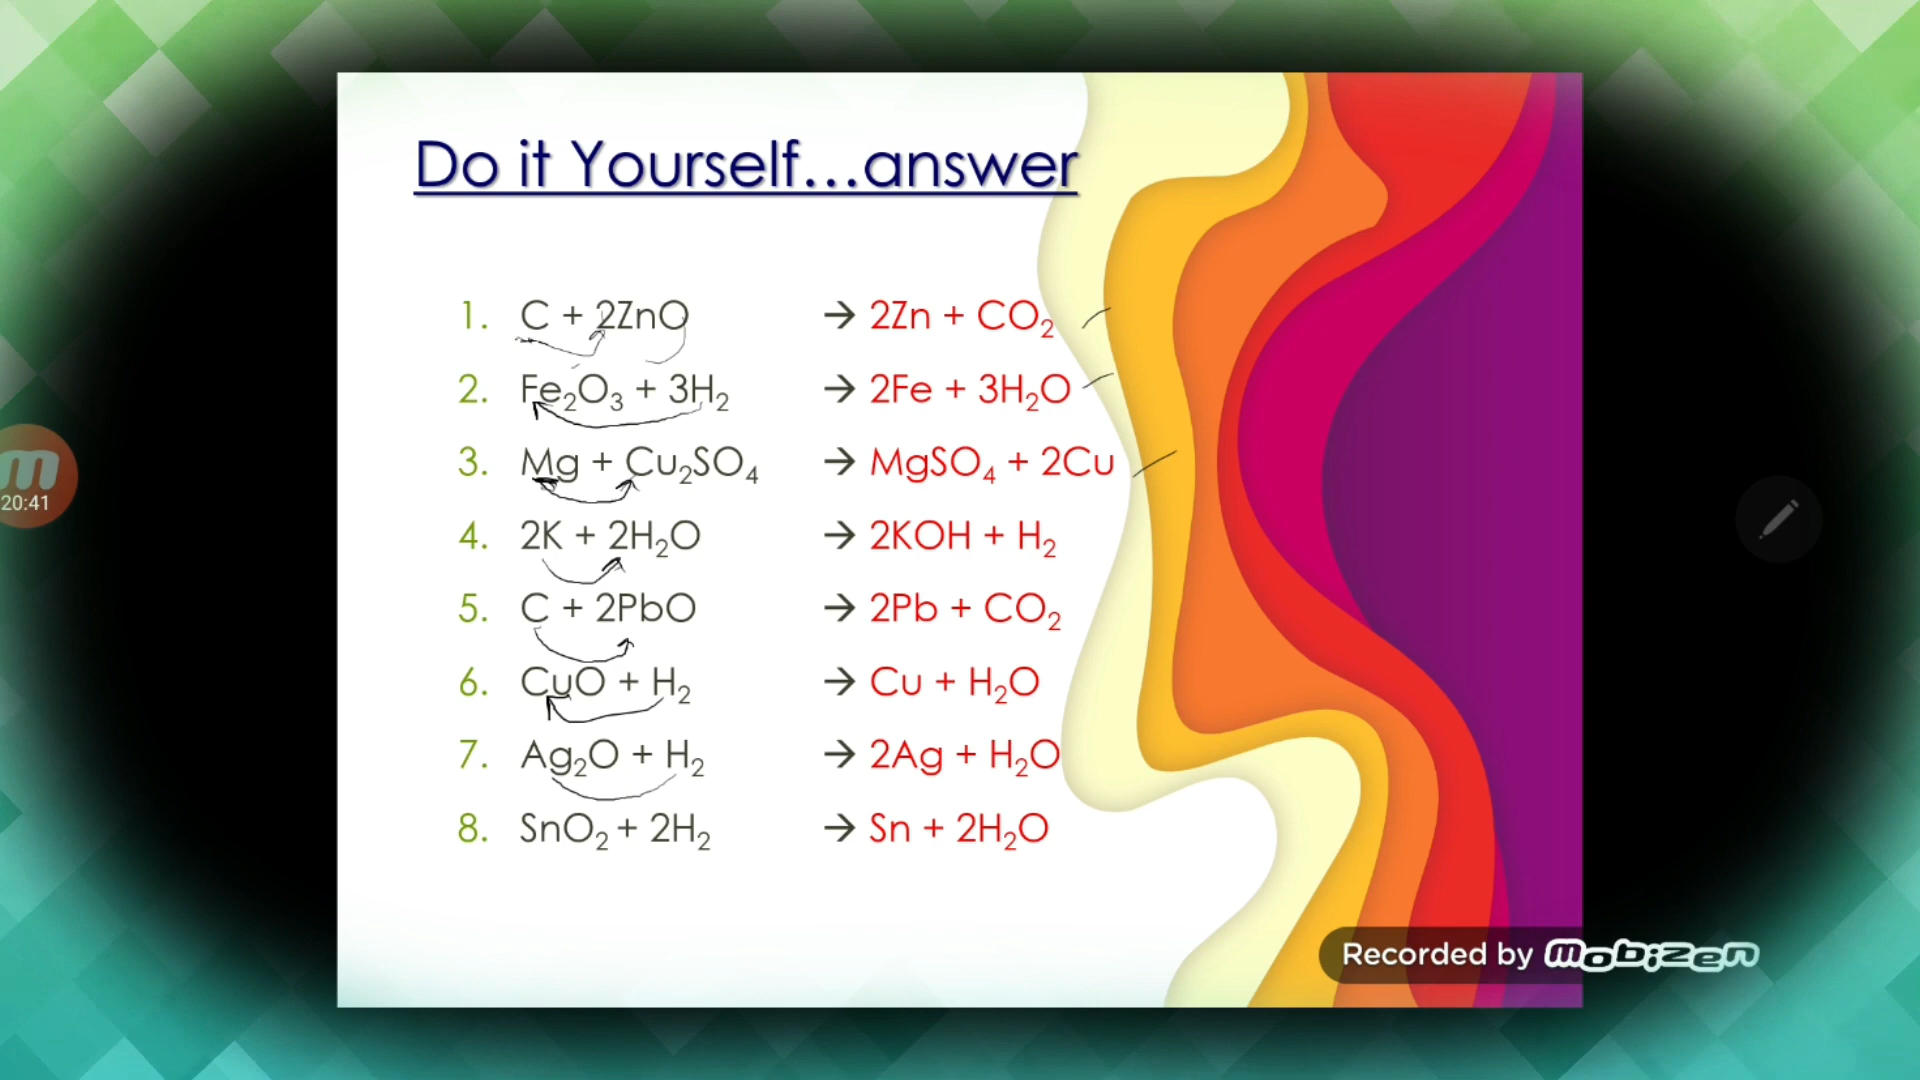 Do it Yourself...answer
1. C + 2ZnO → 2Zn + CO₂
2. Fe₂O₃ + 3H₂ → 2Fe + 3H₂O
3. Mg + Cu₂SO₄ → MgSO₄ + 2Cu
4. 2K + 2H₂O → 2KOH + H₂
5. C + 2PbO → 2Pb + CO₂
6. CuO + H₂ → Cu + H₂O
7. Ag₂O + H₂ → 2Ag + H₂O
8. SnO₂ + 2H₂ → Sn + 2H₂O
m
20:41
Recorded by mobizen